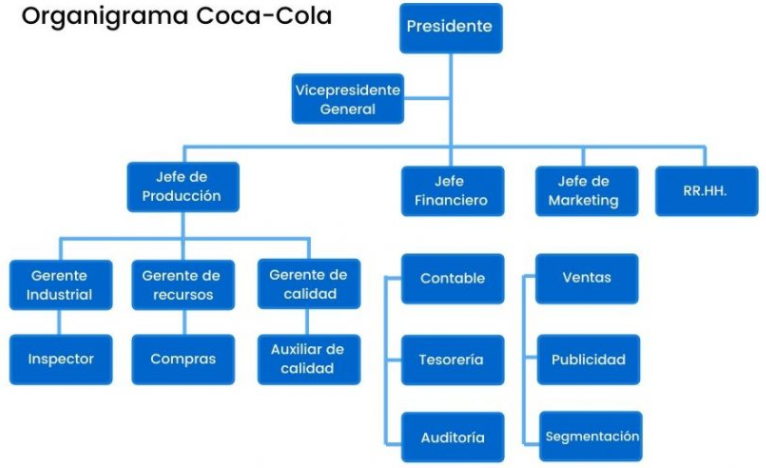 Organigrama Coca-Cola
Presidente
Vicepresidente
General
Jefe de
Producción
Jefe
Financiero
Jefe de
Marketing
RR.HH.
Gerente
Industrial
Gerente de
recursos
Gerente de
calidad
Contable
Ventas
Inspector
Compras
Auxiliar de
calidad
Tesorería
Publicidad
Auditoría
Segmentación